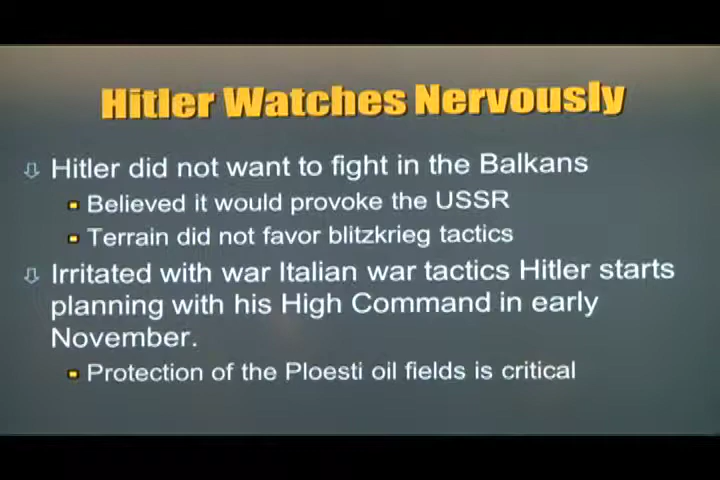 Hitler Watches Nervously
Hitler did not want to fight in the Balkans
Believed it would provoke the USSR
Terrain did not favor blitzkrieg tactics
Irritated with war Italian war tactics Hitler starts
planning with his High Command in early
November.
Protection of the Ploesti oil fields is critical